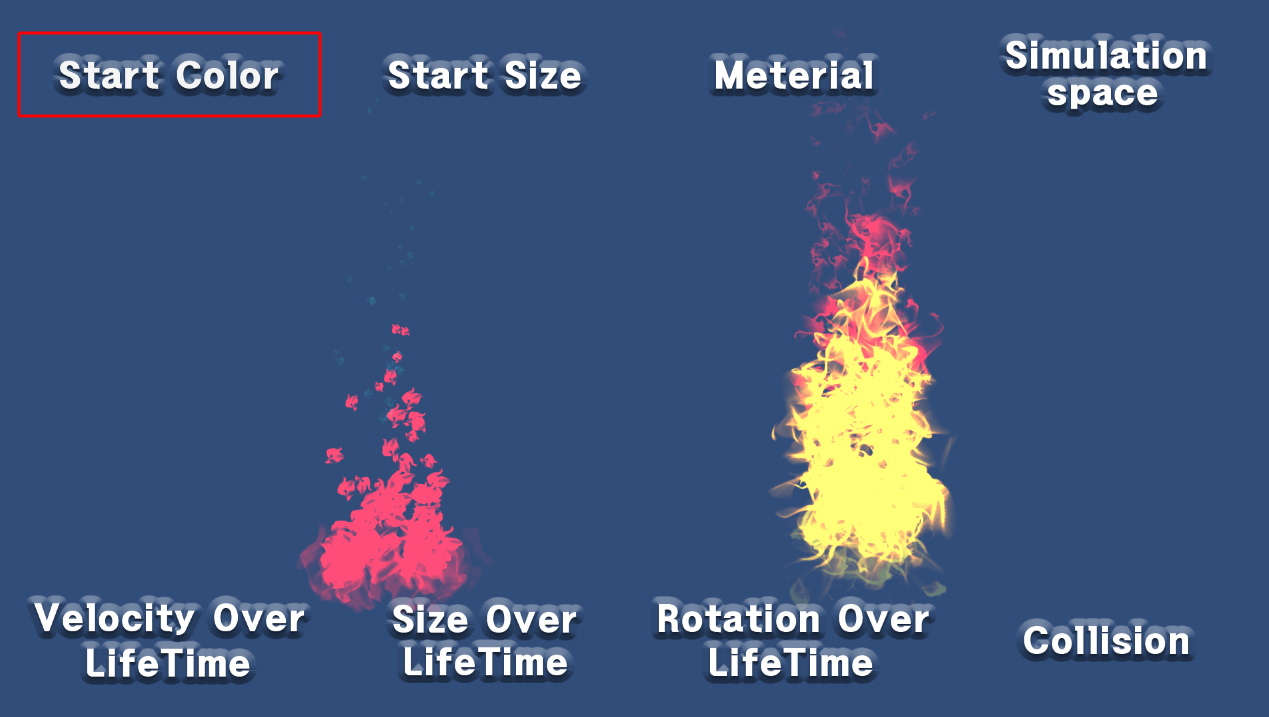 Start Color
Start Size
Meterial
Simulation
space
Velocity Over
LifeTime
Size Over
LifeTime
Rotation Over
LifeTime
Collision